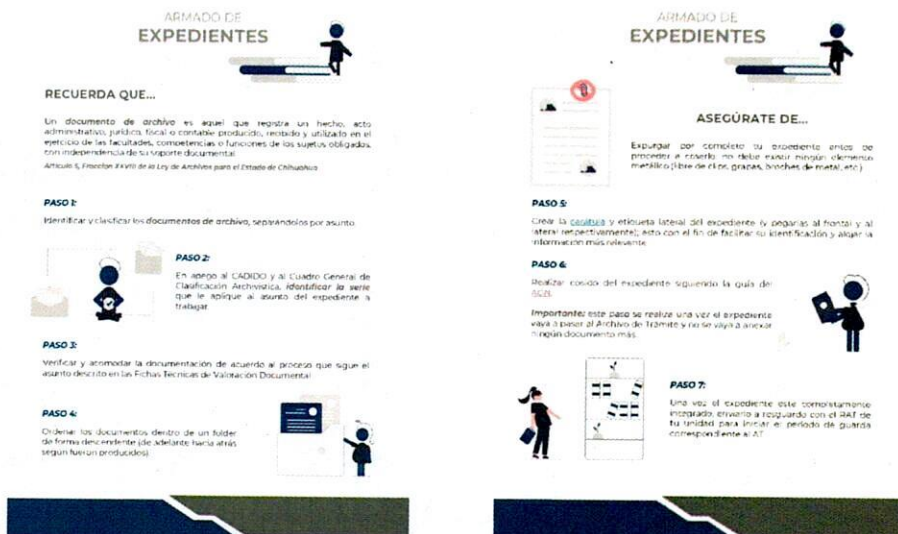 ARMADO DE
EXPEDIENTES
RECUERDA QUE...
Un documento de archivo es aquel que registra un hecho, acto
administrativo, jurídico, fiscal o contable producido, recibido y utilizado en el
ejercicio de las facultades, competencias o funciones de los sujetos obligados,
con independencia de su soporte documental.
Artículo 5, Fracción XXVIII de la Ley de Archivos para el Estado de Chihuahua
PASO 1:
Identificar y clasificar los documentos de archivo, separándolos por asunto.
PASO 2:
En apego al CADIDO y al Cuadro General de
Clasificación Archivística, identificar la serie
que le aplique al asunto del expediente a
trabajar.
PASO 3:
Verificar y acomodar la documentación de acuerdo al proceso que sigue el
asunto descrito en las Fichas Técnicas de Valoración Documental.
PASO 4:
Ordenar los documentos dentro de un folder
de forma descendente (de adelante hacia atrás
según fueron producidos)
ARMADO DE
EXPEDIENTES
ASEGÚRATE DE...
Expurgar por completo tu expediente antes de
proceder a coserlo, no debe existir ningún elemento
metálico (libre de clips, grapas, broches de metal, etc.)
PASO 5:
Crear la carátula y etiqueta lateral del expediente (y pegarlas al frontal y al
lateral respectivamente); esto con el fin de facilitar su identificación y alojar la
información más relevante.
PASO 6:
Realizar cosido del expediente siguiendo la guía del
AGN.
Importante: este paso se realiza una vez el expediente
vaya a pasar al Archivo de Trámite y no se vaya a anexar
ningún documento más.
PASO 7:
Una vez el expediente esté completamente
integrado, enviarlo a resguardo con el RAT de
tu unidad para iniciar el periodo de guarda
correspondiente al AT.